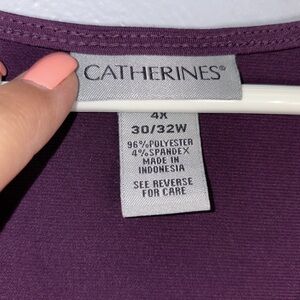 CATHERINES®
4X
30/32W
96%POLYESTER
4%SPANDEX
MADE IN
INDONESIA
SEE REVERSE
FOR CARE